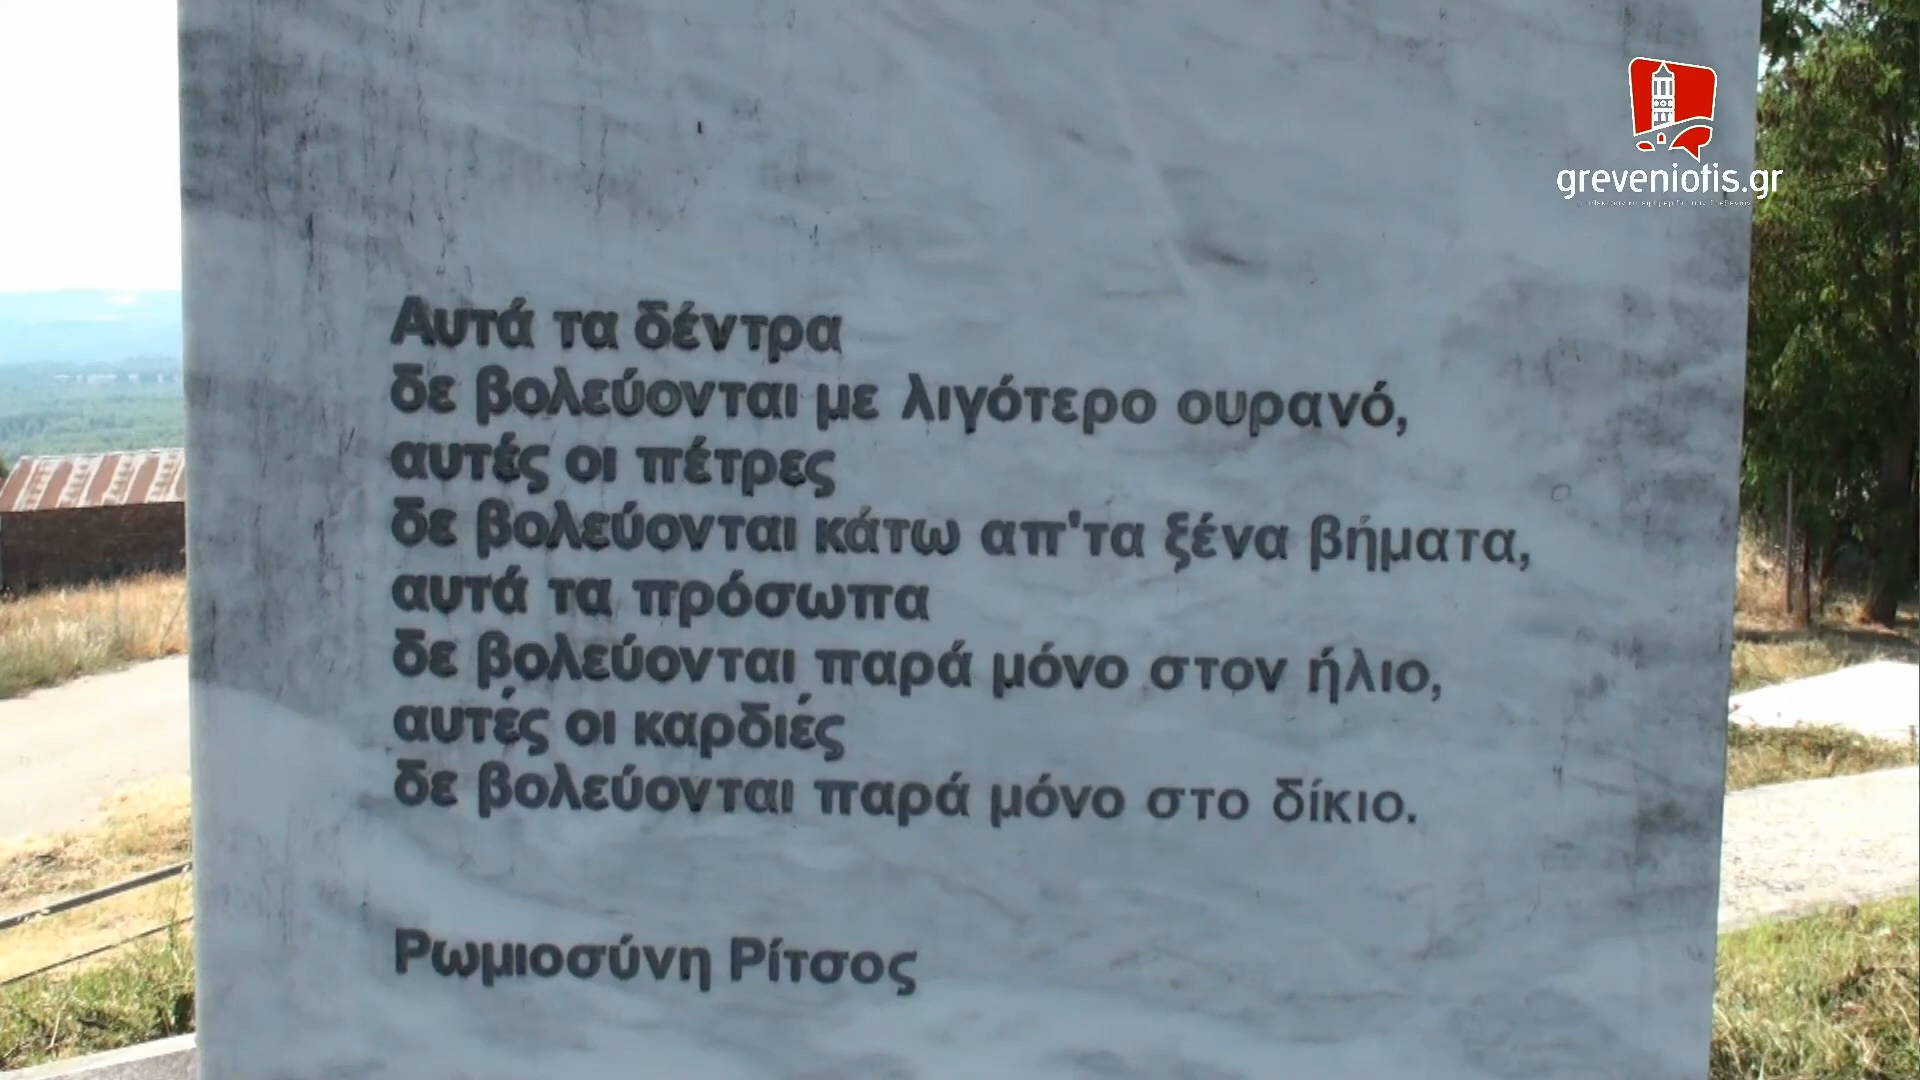 greveniotis.gr
Αυτά τα δέντρα
δε βολεύονται με λιγότερο ουρανό,
αυτές οι πέτρες
δε βολεύονται κάτω απ'τα ξένα βήματα,
αυτά τα πρόσωπα
δε βολεύονται παρά μόνο στον ήλιο,
αυτές οι καρδιές
δε βολεύονται παρά μόνο στο δίκιο.
Ρωμιοσύνη Ρίτσος